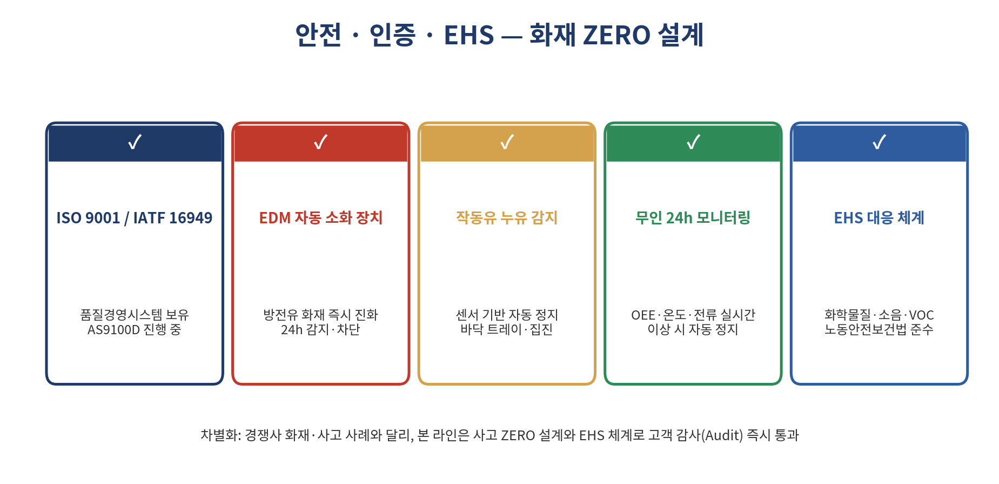 안전 · 인증 · EHS — 화재 ZERO 설계
✓
ISO 9001 / IATF 16949
품질경영시스템 보유
AS9100D 진행 중
✓
EDM 자동 소화 장치
방전유 화재 즉시 진화
24h 감지·차단
✓
작동유 누유 감지
센서 기반 자동 정지
바닥 트레이·집진
✓
무인 24h 모니터링
OEE·온도·전류 실시간
이상 시 자동 정지
✓
EHS 대응 체계
화학물질·소음·VOC
노동안전보건법 준수
차별화: 경쟁사 화재·사고 사례와 달리, 본 라인은 사고 ZERO 설계와 EHS 체계로 고객 감사(Audit) 즉시 통과